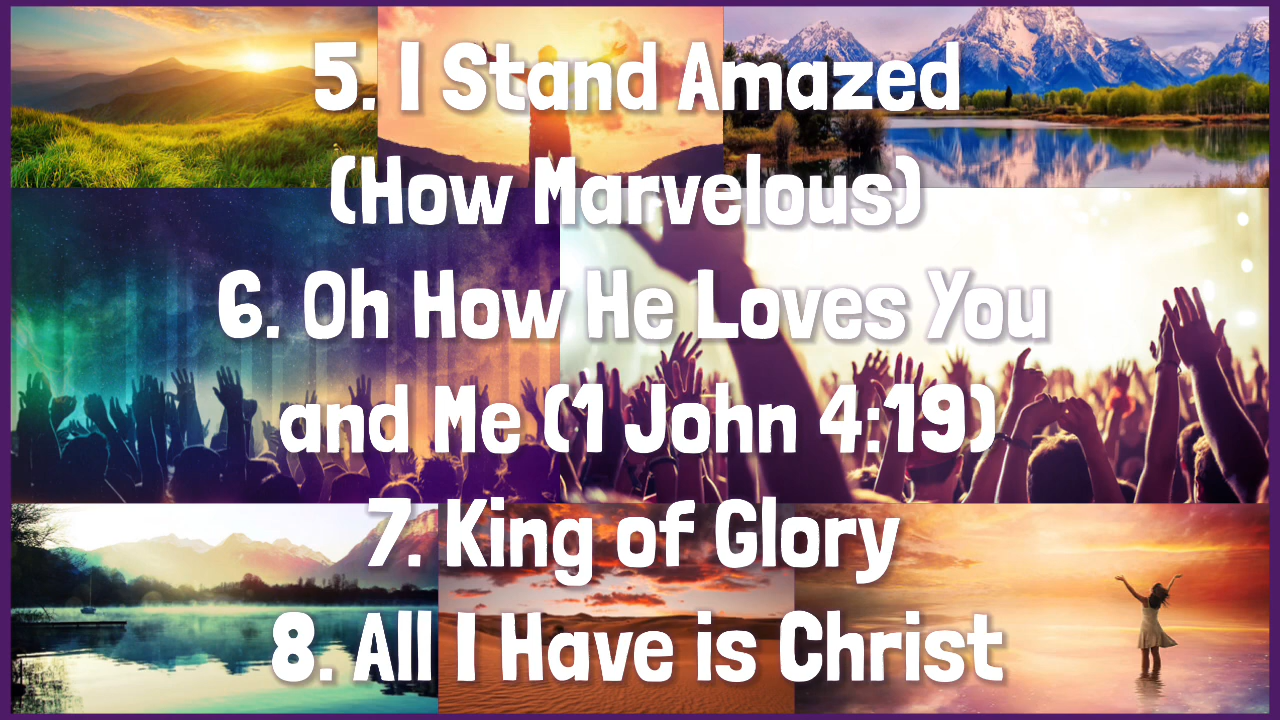 5. I Stand Amazed
(How Marvelous)
6. Oh How He Loves You
and Me (1 John 4:19)
7. King of Glory
8. All I Have is Christ